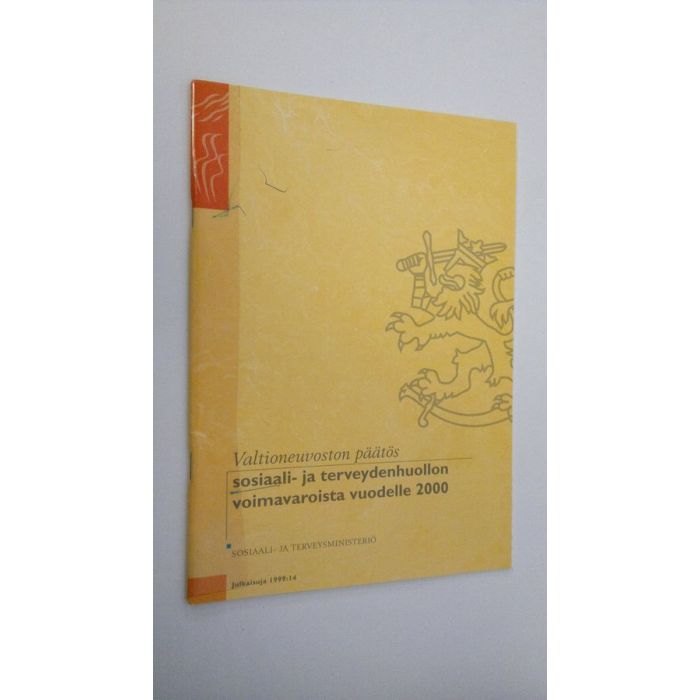 Valtioneuvoston päätös
sosiaali- ja terveydenhuollon
voimavaroista vuodelle 2000
SOSIAALI- JA TERVEYSMINISTERIÖ
Julkaisuja 1999:14